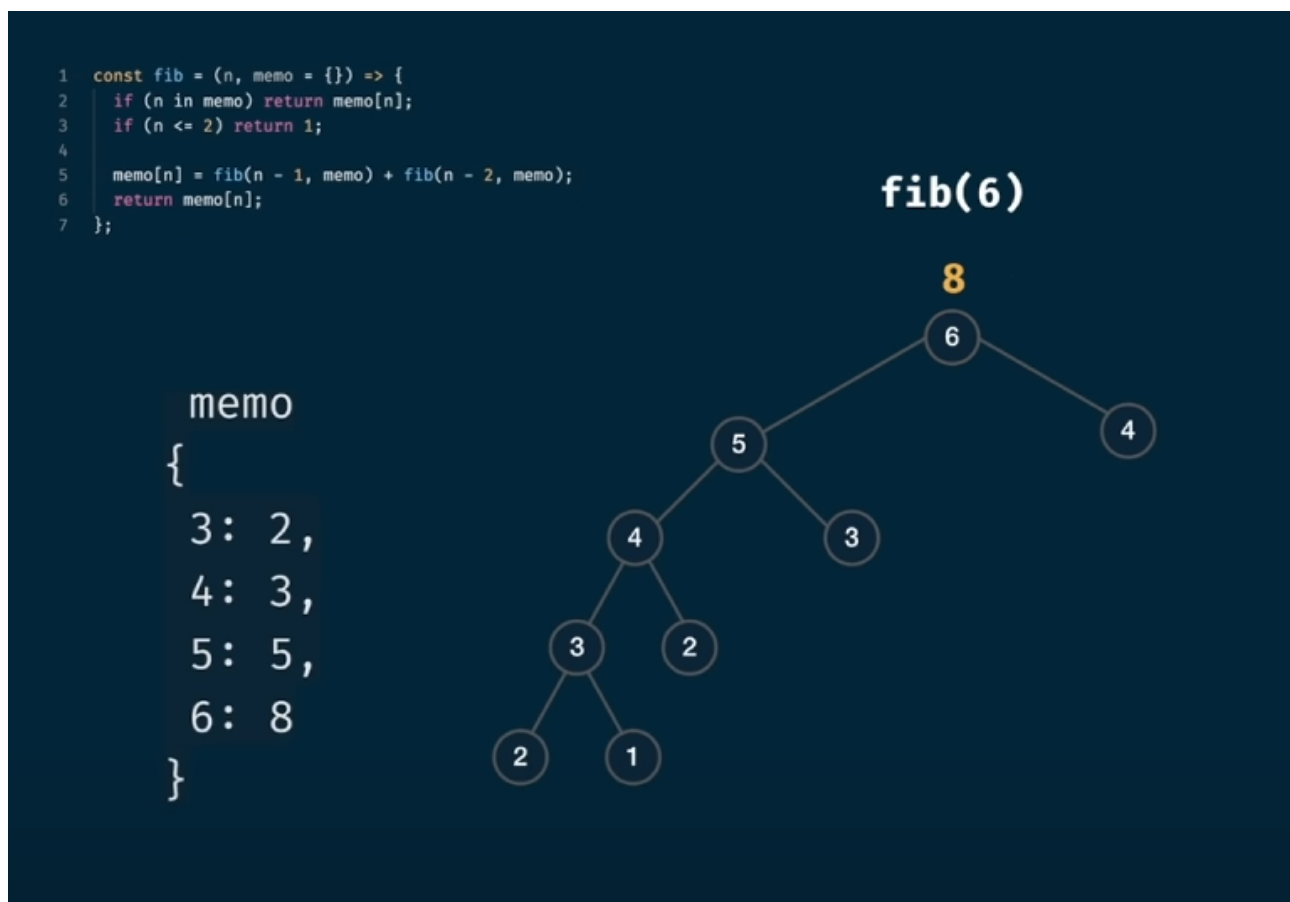 1 const fib = (n, memo = {}) => {
2 if (n in memo) return memo[n];
3 if (n <= 2) return 1;
4
5 memo[n] = fib(n - 1, memo) + fib(n - 2, memo);
6 return memo[n];
7 };
fib(6)
8
6
5
4
4
3
3
2
2
1
memo
{
3: 2,
4: 3,
5: 5,
6: 8
}